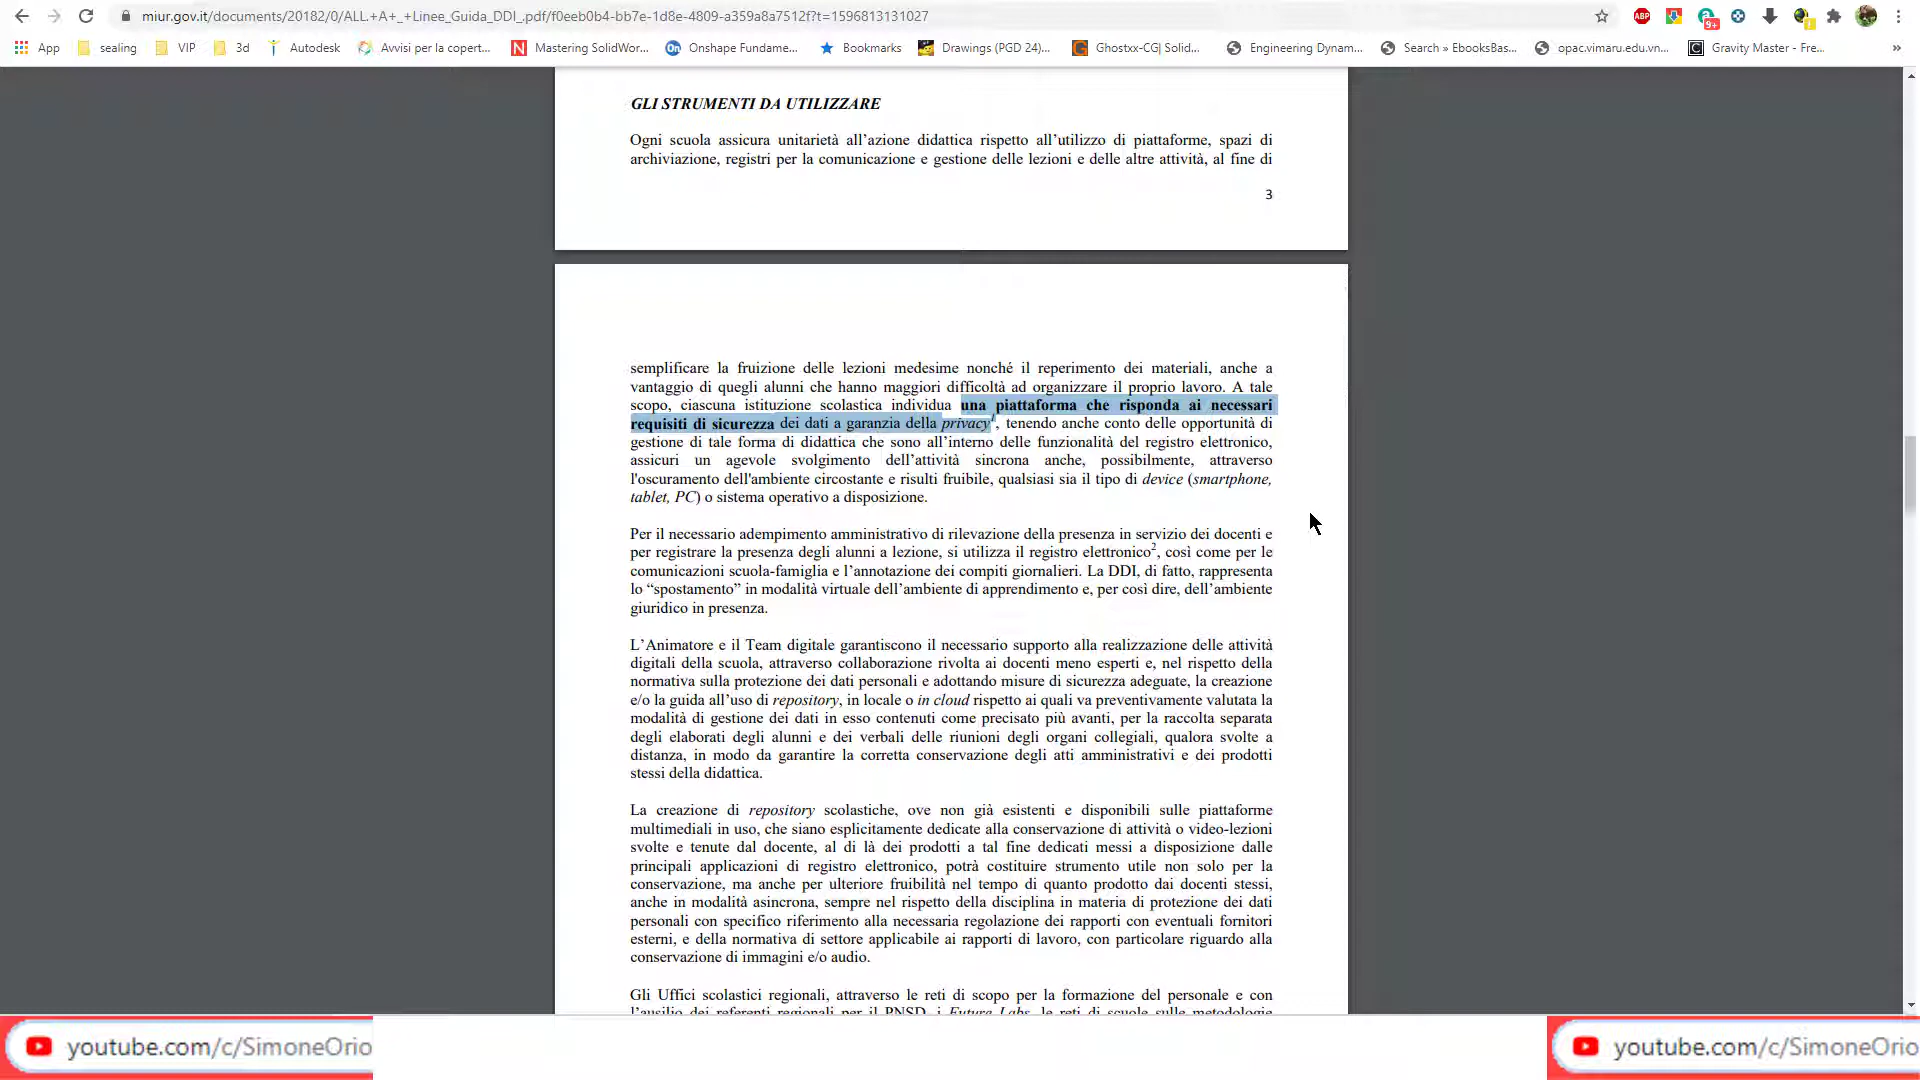 miur.gov.it/documents/20182/0/ALL.+A+_+Linee_Guida_DDI_.pdf/f0eeb0b4-bb7e-1d8e-4809-a359a8a7512f?t=1596813131027
ABP
9+
App sealing VIP 3d Autodesk Avvisi per la copert... Mastering SolidWor... Onshape Fundame... Bookmarks Drawings (PGD 24)... Ghostxx-CG| Solid... Engineering Dynam... Search » EbooksBas... opac.vimaru.edu.vn... Gravity Master - Fre... »
GLI STRUMENTI DA UTILIZZARE
Ogni scuola assicura unitarietà all’azione didattica rispetto all’utilizzo di piattaforme, spazi di
archiviazione, registri per la comunicazione e gestione delle lezioni e delle altre attività, al fine di
3
semplificare la fruizione delle lezioni medesime nonché il reperimento dei materiali, anche a
vantaggio di quegli alunni che hanno maggiori difficoltà ad organizzare il proprio lavoro. A tale
scopo, ciascuna istituzione scolastica individua una piattaforma che risponda ai necessari
requisiti di sicurezza dei dati a garanzia della privacy1, tenendo anche conto delle opportunità di
gestione di tale forma di didattica che sono all’interno delle funzionalità del registro elettronico,
assicuri un agevole svolgimento dell’attività sincrona anche, possibilmente, attraverso
l'oscuramento dell'ambiente circostante e risulti fruibile, qualsiasi sia il tipo di device (smartphone,
tablet, PC) o sistema operativo a disposizione.
Per il necessario adempimento amministrativo di rilevazione della presenza in servizio dei docenti e
per registrare la presenza degli alunni a lezione, si utilizza il registro elettronico2, così come per le
comunicazioni scuola-famiglia e l’annotazione dei compiti giornalieri. La DDI, di fatto, rappresenta
lo “spostamento” in modalità virtuale dell’ambiente di apprendimento e, per così dire, dell’ambiente
giuridico in presenza.
L’Animatore e il Team digitale garantiscono il necessario supporto alla realizzazione delle attività
digitali della scuola, attraverso collaborazione rivolta ai docenti meno esperti e, nel rispetto della
normativa sulla protezione dei dati personali e adottando misure di sicurezza adeguate, la creazione
e/o la guida all’uso di repository, in locale o in cloud rispetto ai quali va preventivamente valutata la
modalità di gestione dei dati in esso contenuti come precisato più avanti, per la raccolta separata
degli elaborati degli alunni e dei verbali delle riunioni degli organi collegiali, qualora svolte a
distanza, in modo da garantire la corretta conservazione degli atti amministrativi e dei prodotti
stessi della didattica.
La creazione di repository scolastiche, ove non già esistenti e disponibili sulle piattaforme
multimediali in uso, che siano esplicitamente dedicate alla conservazione di attività o video-lezioni
svolte e tenute dal docente, al di là dei prodotti a tal fine dedicati messi a disposizione dalle
principali applicazioni di registro elettronico, potrà costituire strumento utile non solo per la
conservazione, ma anche per ulteriore fruibilità nel tempo di quanto prodotto dai docenti stessi,
anche in modalità asincrona, sempre nel rispetto della disciplina in materia di protezione dei dati
personali con specifico riferimento alla necessaria regolazione dei rapporti con eventuali fornitori
esterni, e della normativa di settore applicabile ai rapporti di lavoro, con particolare riguardo alla
conservazione di immagini e/o audio.
Gli Uffici scolastici regionali, attraverso le reti di scopo per la formazione del personale e con
l’ausilio dei referenti regionali per il PNSD, i Future Labs, le reti di scuole sulle metodologie
youtube.com/c/SimoneOrio
youtube.com/c/SimoneOrio